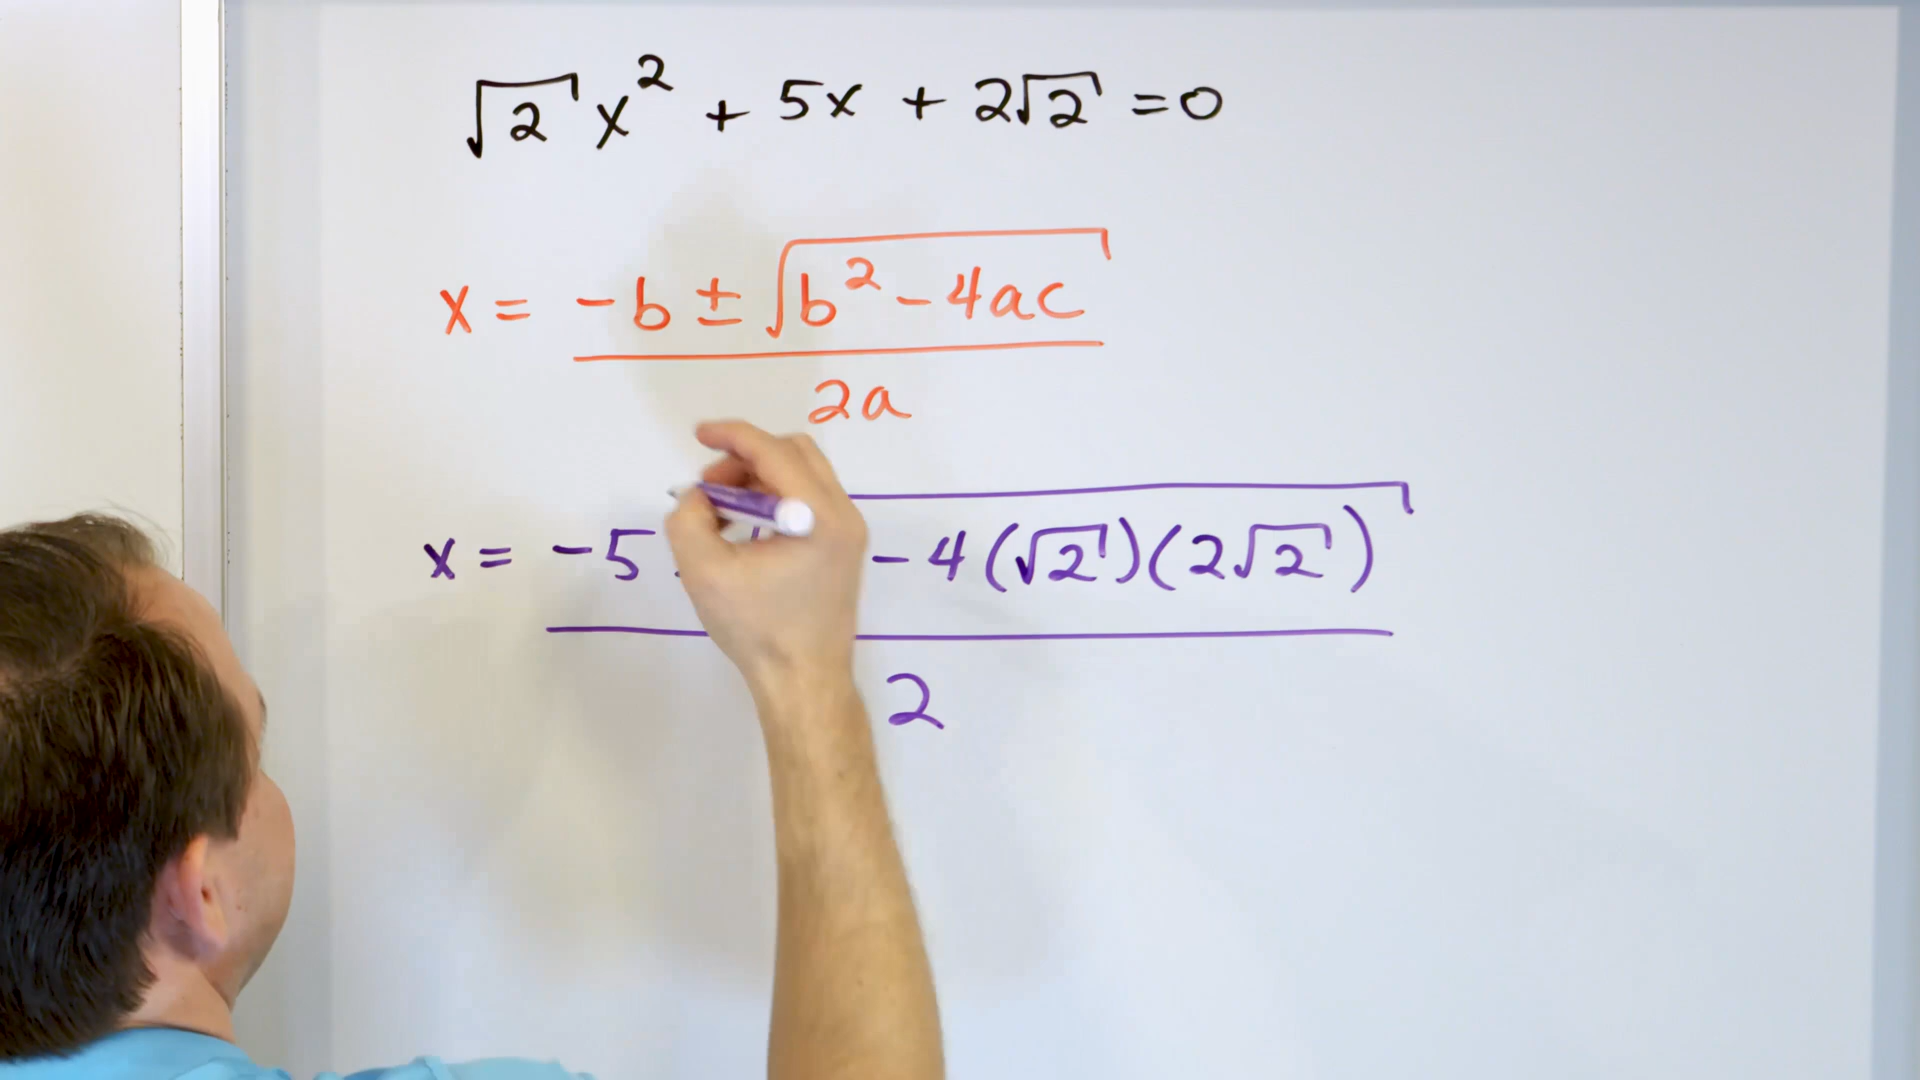 √2 x² + 5x + 2√2 = 0
x = -b ± √b² - 4ac
2a
x = -5 - 4(√2)(2√2)
2